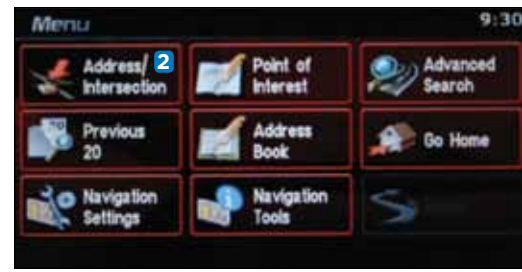 Menu 9:30
Address/ 2 Point of Advanced
Intersection Interest Search
Previous Address Go Home
20 Book
Navigation Navigation
Settings Tools